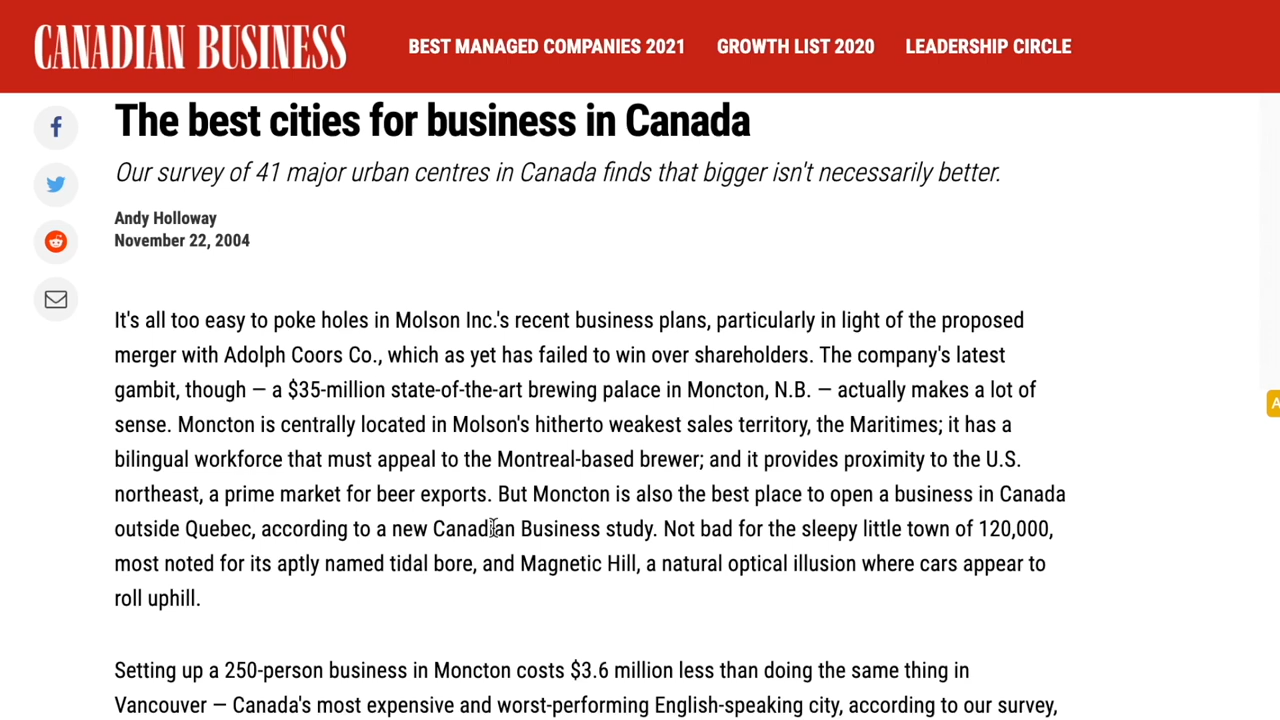 CANADIAN BUSINESS
BEST MANAGED COMPANIES 2021 GROWTH LIST 2020 LEADERSHIP CIRCLE
The best cities for business in Canada
Our survey of 41 major urban centres in Canada finds that bigger isn't necessarily better.
Andy Holloway
November 22, 2004
It's all too easy to poke holes in Molson Inc.'s recent business plans, particularly in light of the proposed
merger with Adolph Coors Co., which as yet has failed to win over shareholders. The company's latest
gambit, though — a $35-million state-of-the-art brewing palace in Moncton, N.B. — actually makes a lot of
sense. Moncton is centrally located in Molson's hitherto weakest sales territory, the Maritimes; it has a
bilingual workforce that must appeal to the Montreal-based brewer; and it provides proximity to the U.S.
northeast, a prime market for beer exports. But Moncton is also the best place to open a business in Canada
outside Quebec, according to a new Canadian Business study. Not bad for the sleepy little town of 120,000,
most noted for its aptly named tidal bore, and Magnetic Hill, a natural optical illusion where cars appear to
roll uphill.
Setting up a 250-person business in Moncton costs $3.6 million less than doing the same thing in
Vancouver — Canada's most expensive and worst-performing English-speaking city, according to our survey,